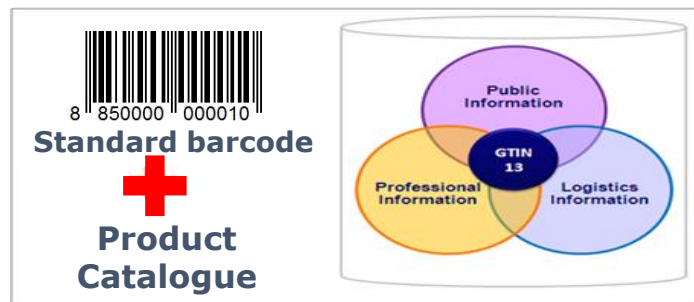 8 850000 000010
Standard barcode
Product
Catalogue
Public
Information
GTIN
13
Professional
Information
Logistics
Information